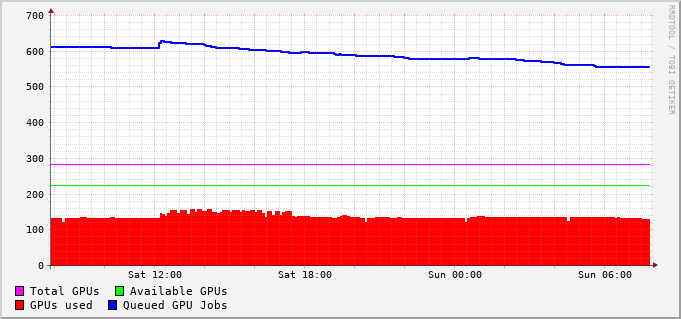 700
600
500
400
300
200
100
0
Sat 12:00 Sat 18:00 Sun 00:00 Sun 06:00
Total GPUs Available GPUs
GPUs used Queued GPU Jobs
RRDTOOL / TOBI OETIKER